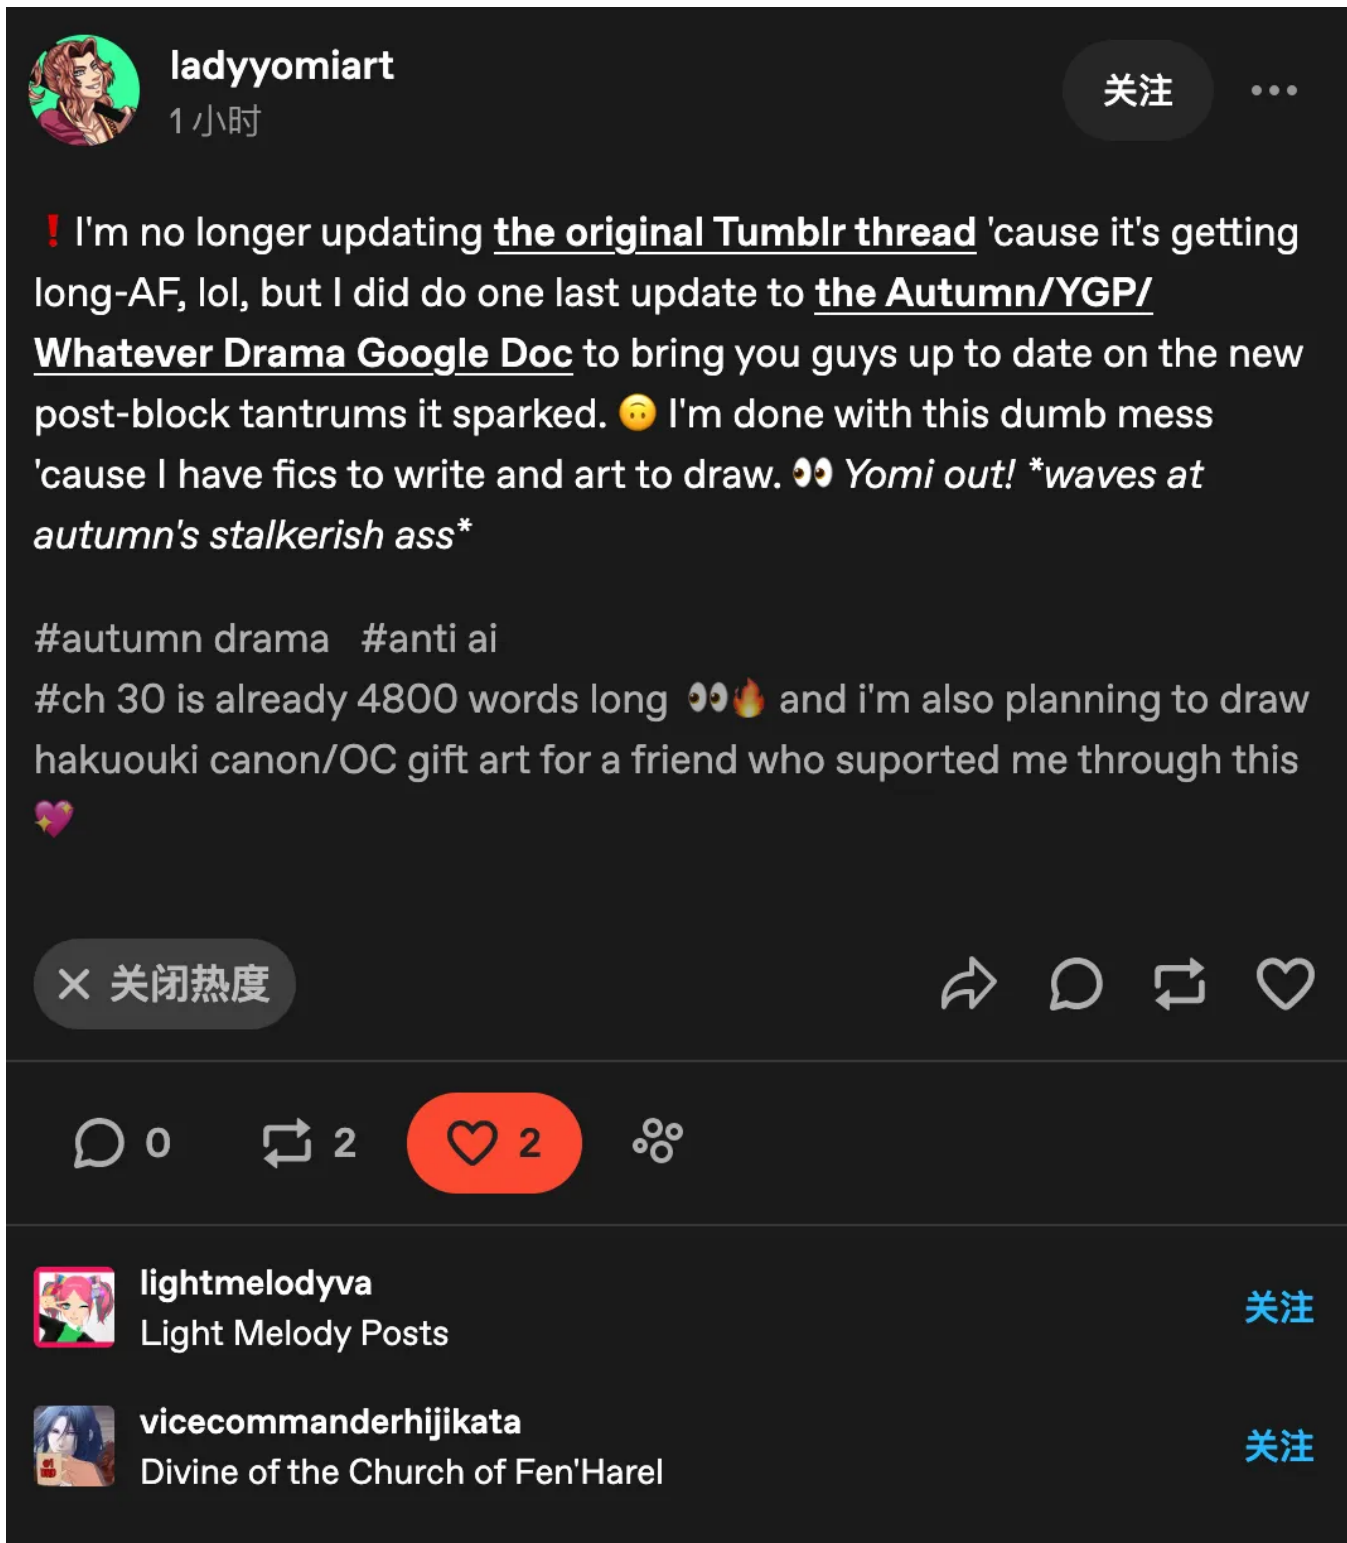 ladyyomiart
1 小时
关注
❗I'm no longer updating the original Tumblr thread 'cause it's getting
long-AF, lol, but I did do one last update to the Autumn/YGP/
Whatever Drama Google Doc to bring you guys up to date on the new
post-block tantrums it sparked. 🙃 I'm done with this dumb mess
'cause I have fics to write and art to draw. 👀 Yomi out! *waves at
autumn's stalkerish ass*
#autumn drama #anti ai
#ch 30 is already 4800 words long 👀🔥 and i'm also planning to draw
hakuouki canon/OC gift art for a friend who suported me through this
💖
关闭热度
0
2
2
lightmelodyva
Light Melody Posts
关注
vicecommanderhijikata
Divine of the Church of Fen'Harel
关注